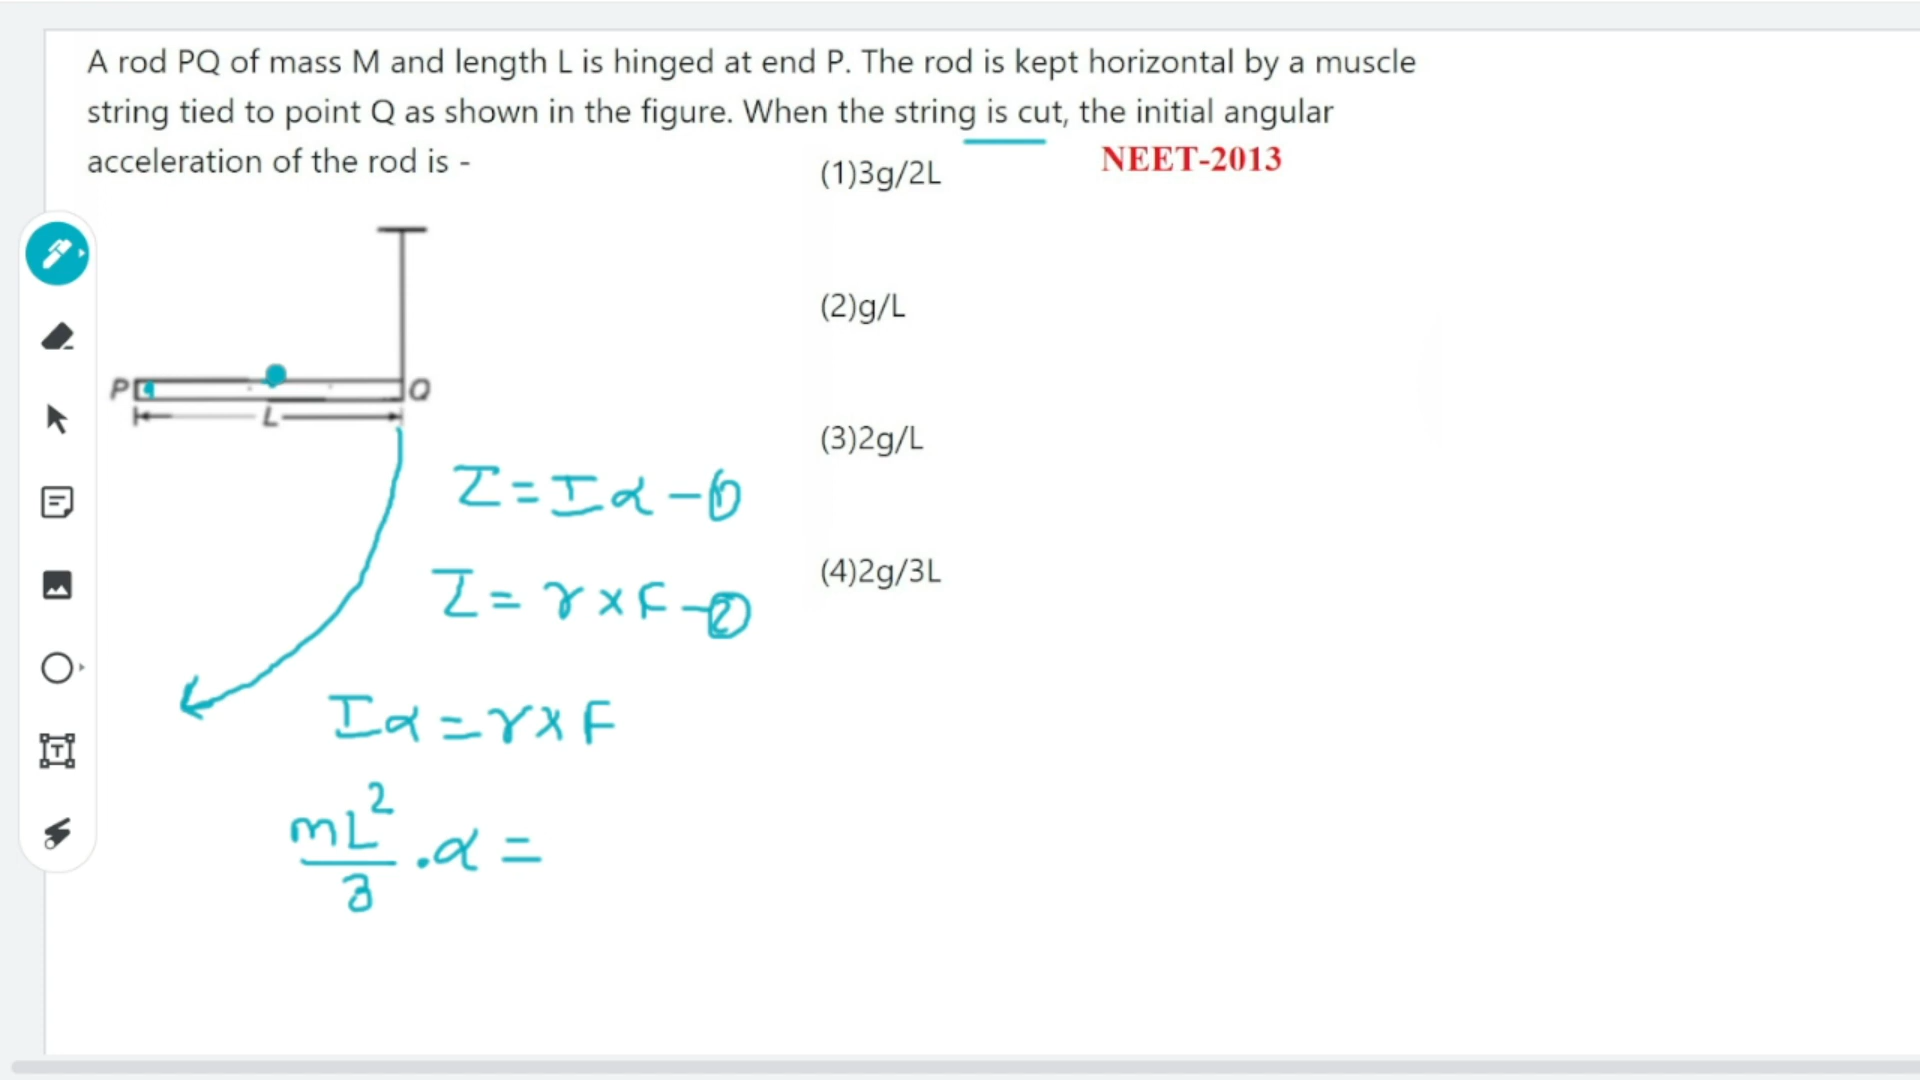 A rod PQ of mass M and length L is hinged at end P. The rod is kept horizontal by a muscle
string tied to point Q as shown in the figure. When the string is cut, the initial angular
acceleration of the rod is -
NEET-2013
(1)3g/2L
(2)g/L
(3)2g/L
(4)2g/3L
P
Q
L
τ = Iα - ①
τ = r × F - ②
Iα = r × F
mL²/3 . α =
T